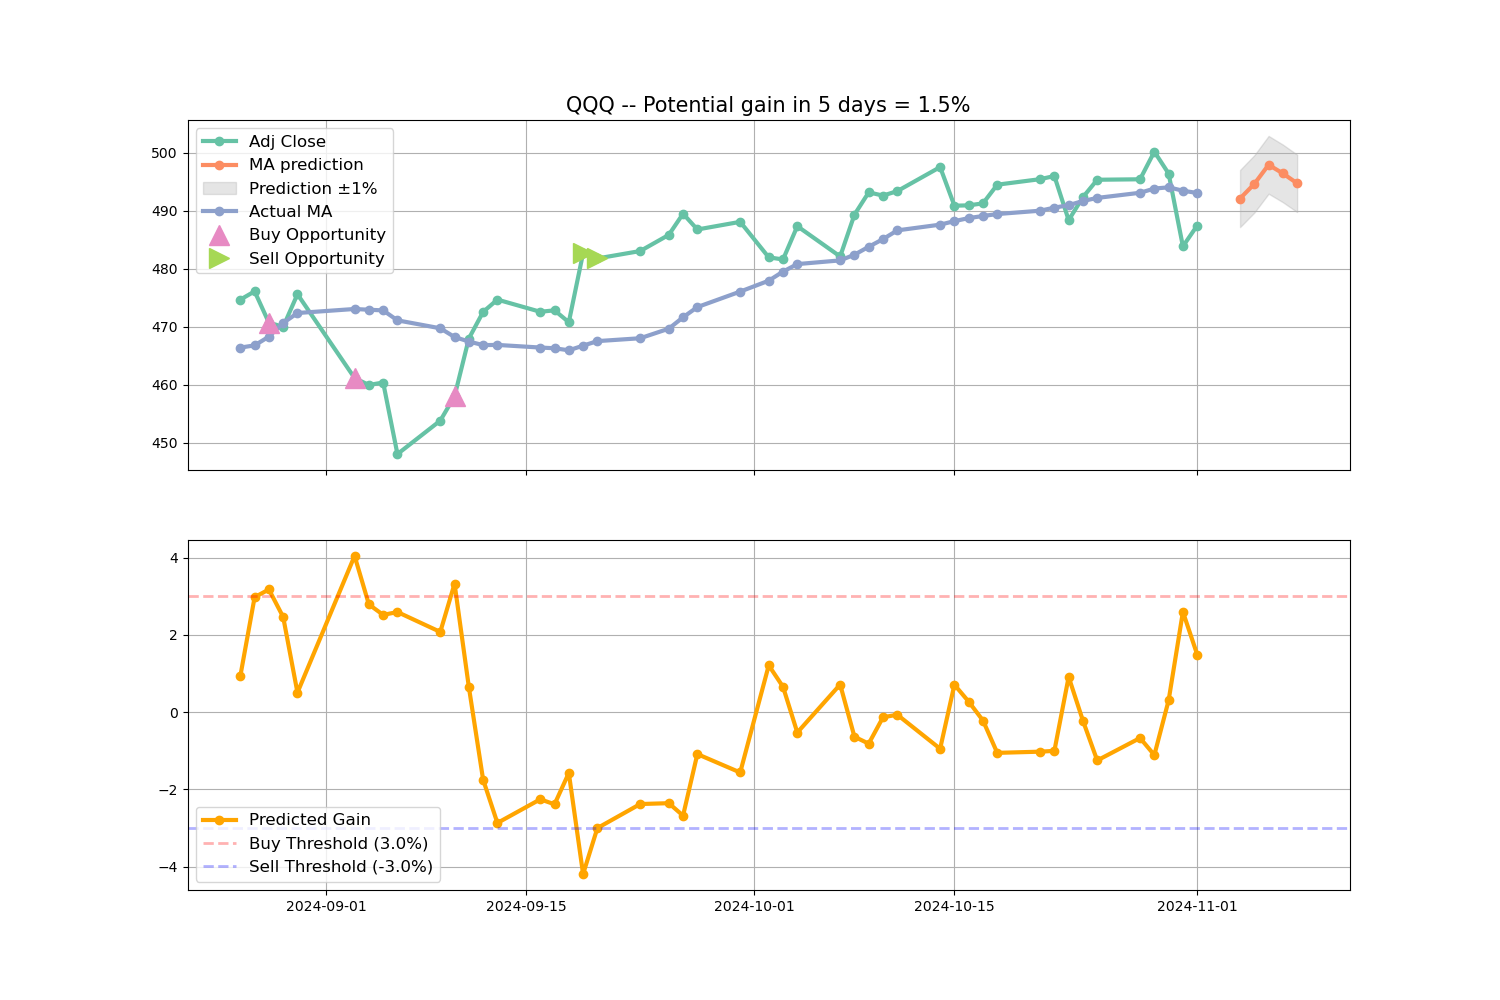 QQQ -- Potential gain in 5 days = 1.5%
Adj Close
MA prediction
Prediction ±1%
Actual MA
Buy Opportunity
Sell Opportunity
500
490
480
470
460
450
4
2
0
−2
−4
Predicted Gain
Buy Threshold (3.0%)
Sell Threshold (-3.0%)
2024-09-01
2024-09-15
2024-10-01
2024-10-15
2024-11-01